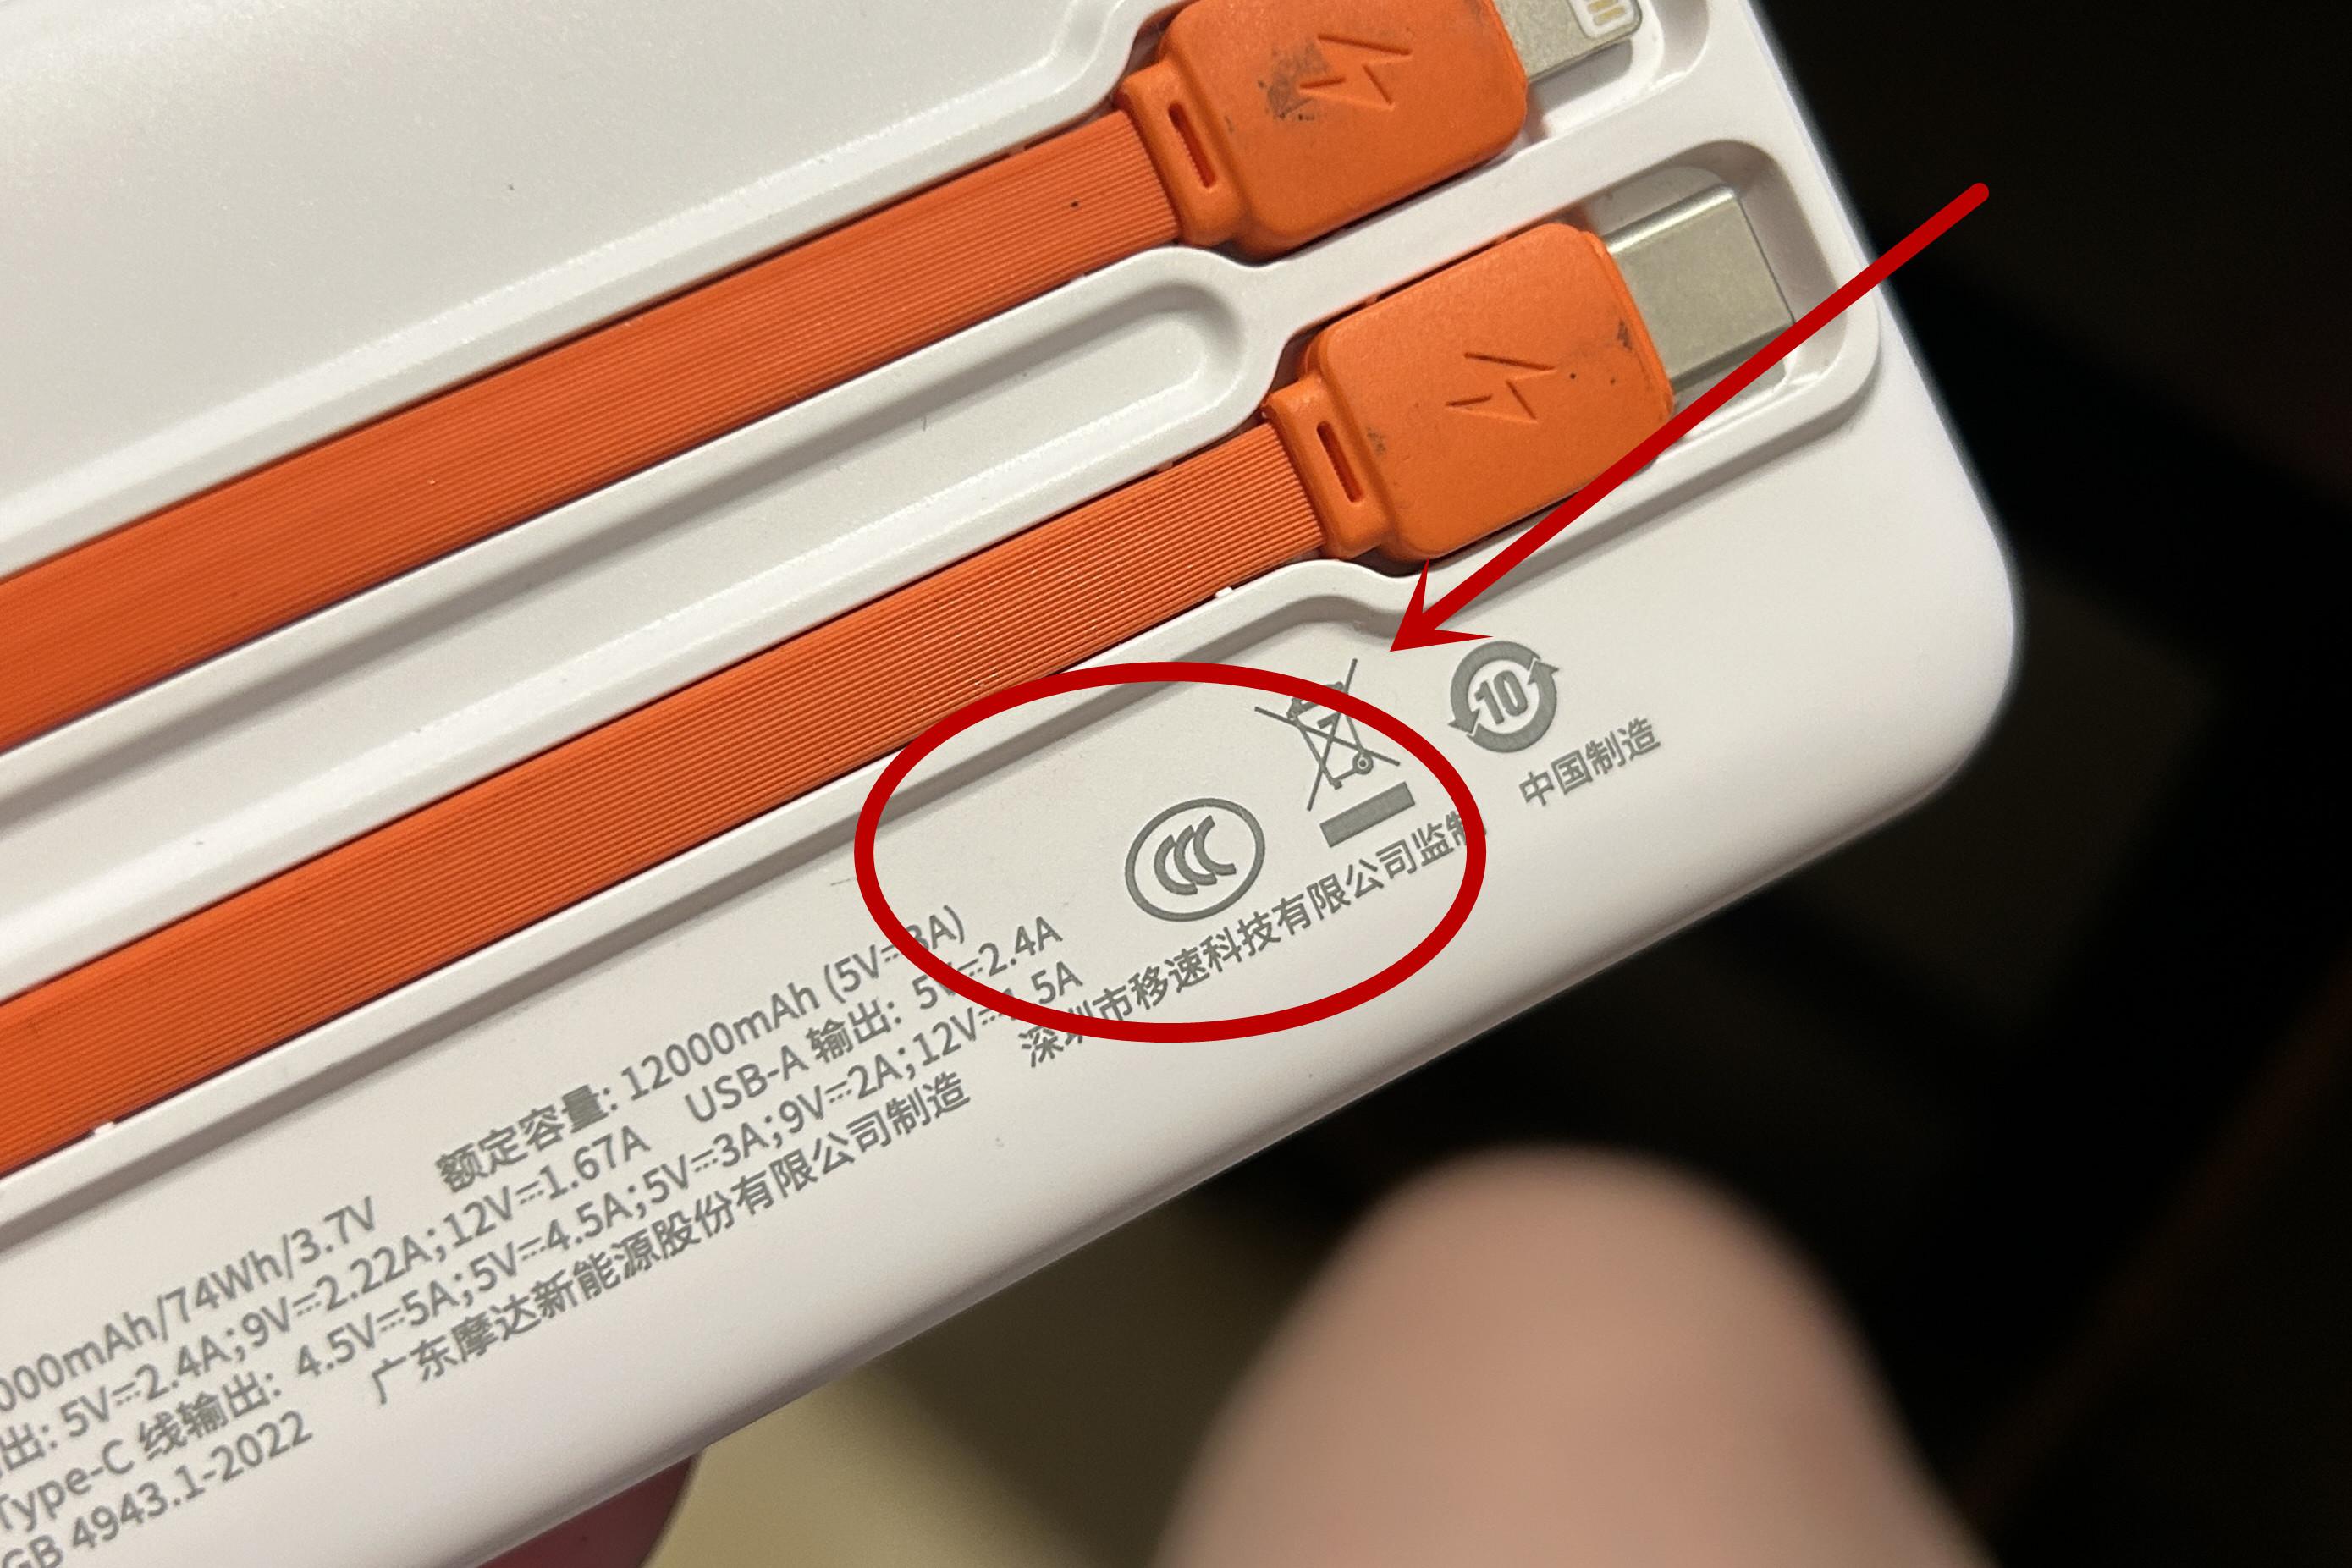 10
中国制造
CCC
深圳市移速科技有限公司监制
额定容量: 12000mAh (5V⎓3A)
000mAh/74Wh/3.7V
USB-A 输出: 5V⎓2.4A
出: 5V⎓2.4A;9V⎓2.22A;12V⎓1.67A
Type-C 线输出: 4.5V⎓5A;5V⎓4.5A;5V⎓3A;9V⎓2A;12V⎓1.5A
GB 4943.1-2022
广东摩达新能源股份有限公司制造